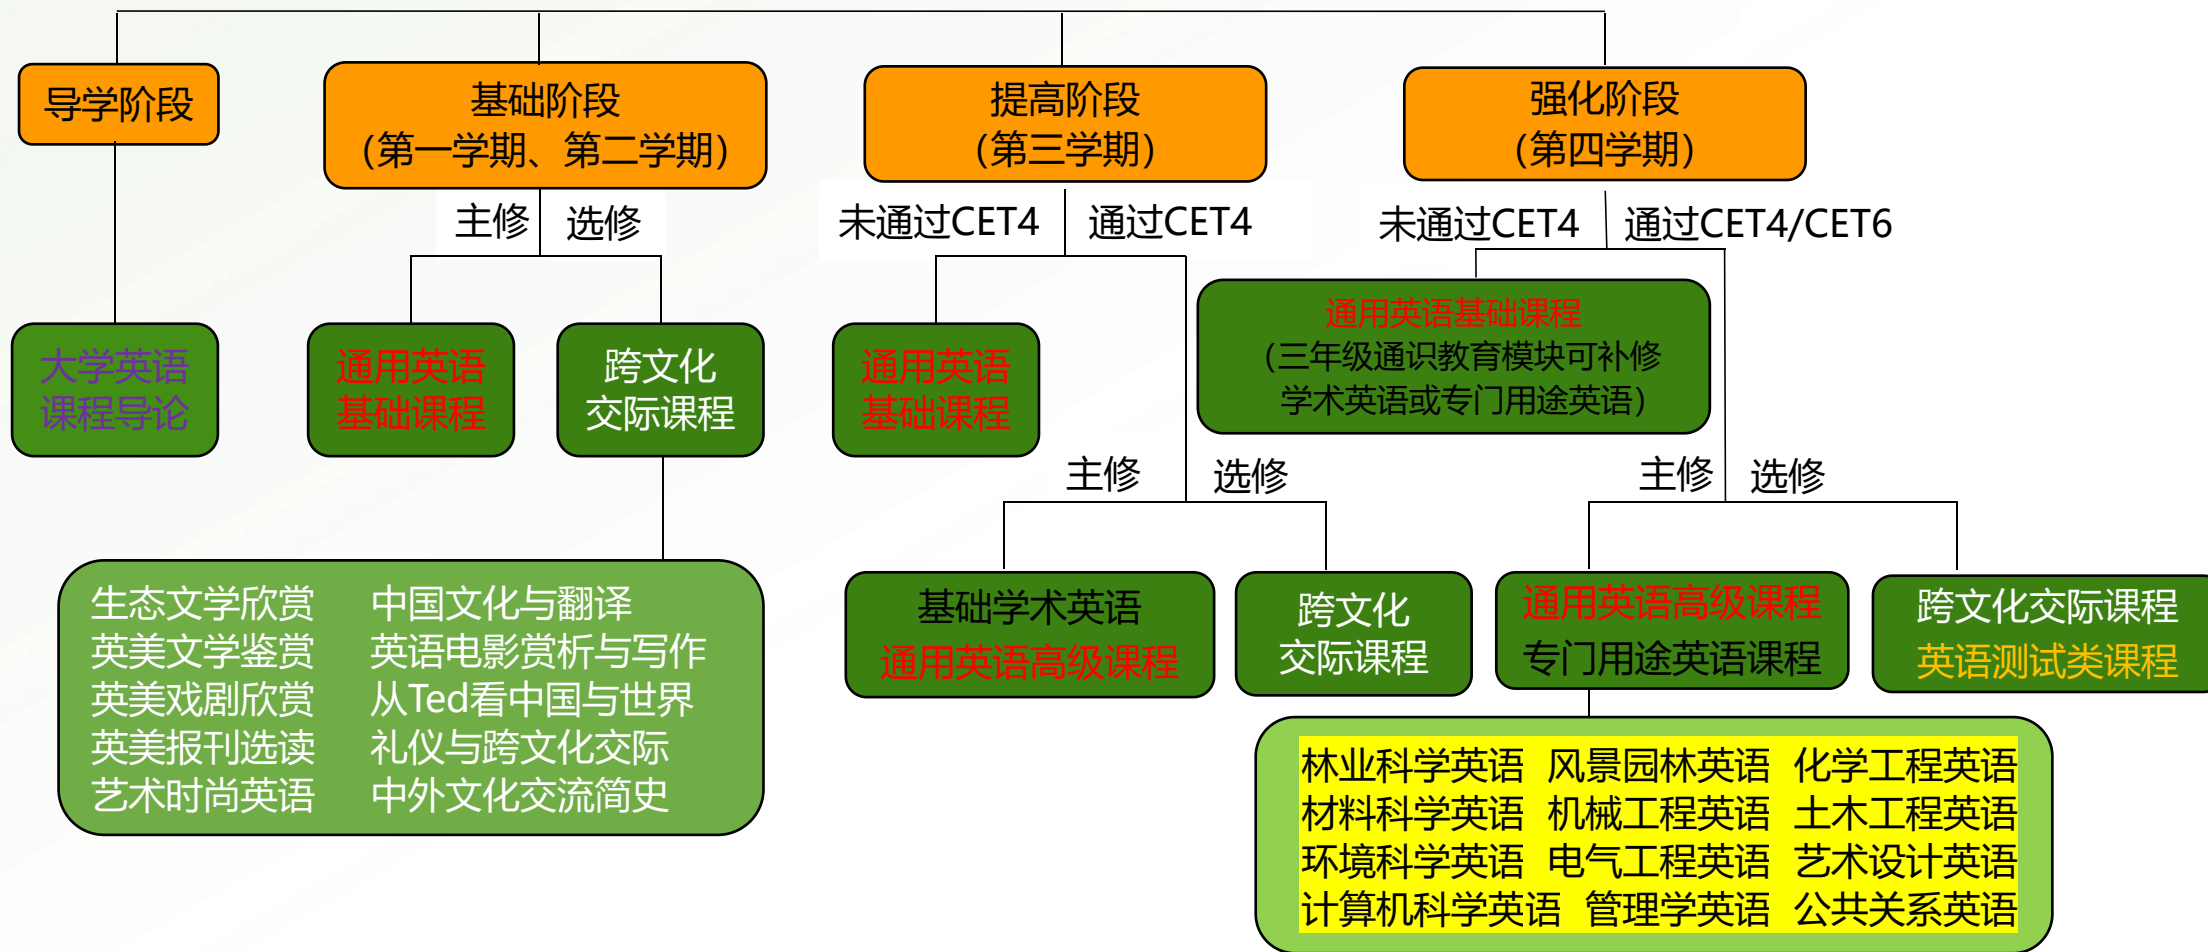 导学阶段
基础阶段
（第一学期、第二学期）
提高阶段
（第三学期）
强化阶段
（第四学期）
主修
选修
未通过CET4
通过CET4
未通过CET4
通过CET4/CET6
大学英语
课程导论
通用英语
基础课程
跨文化
交际课程
通用英语
基础课程
通用英语基础课程
（三年级通识教育模块可补修
学术英语或专门用途英语）
主修
选修
主修
选修
生态文学欣赏 中国文化与翻译
英美文学鉴赏 英语电影赏析与写作
英美戏剧欣赏 从Ted看中国与世界
英美报刊选读 礼仪与跨文化交际
艺术时尚英语 中外文化交流简史
基础学术英语
通用英语高级课程
跨文化
交际课程
通用英语高级课程
专门用途英语课程
跨文化交际课程
英语测试类课程
林业科学英语 风景园林英语 化学工程英语
材料科学英语 机械工程英语 土木工程英语
环境科学英语 电气工程英语 艺术设计英语
计算机科学英语 管理学英语 公共关系英语